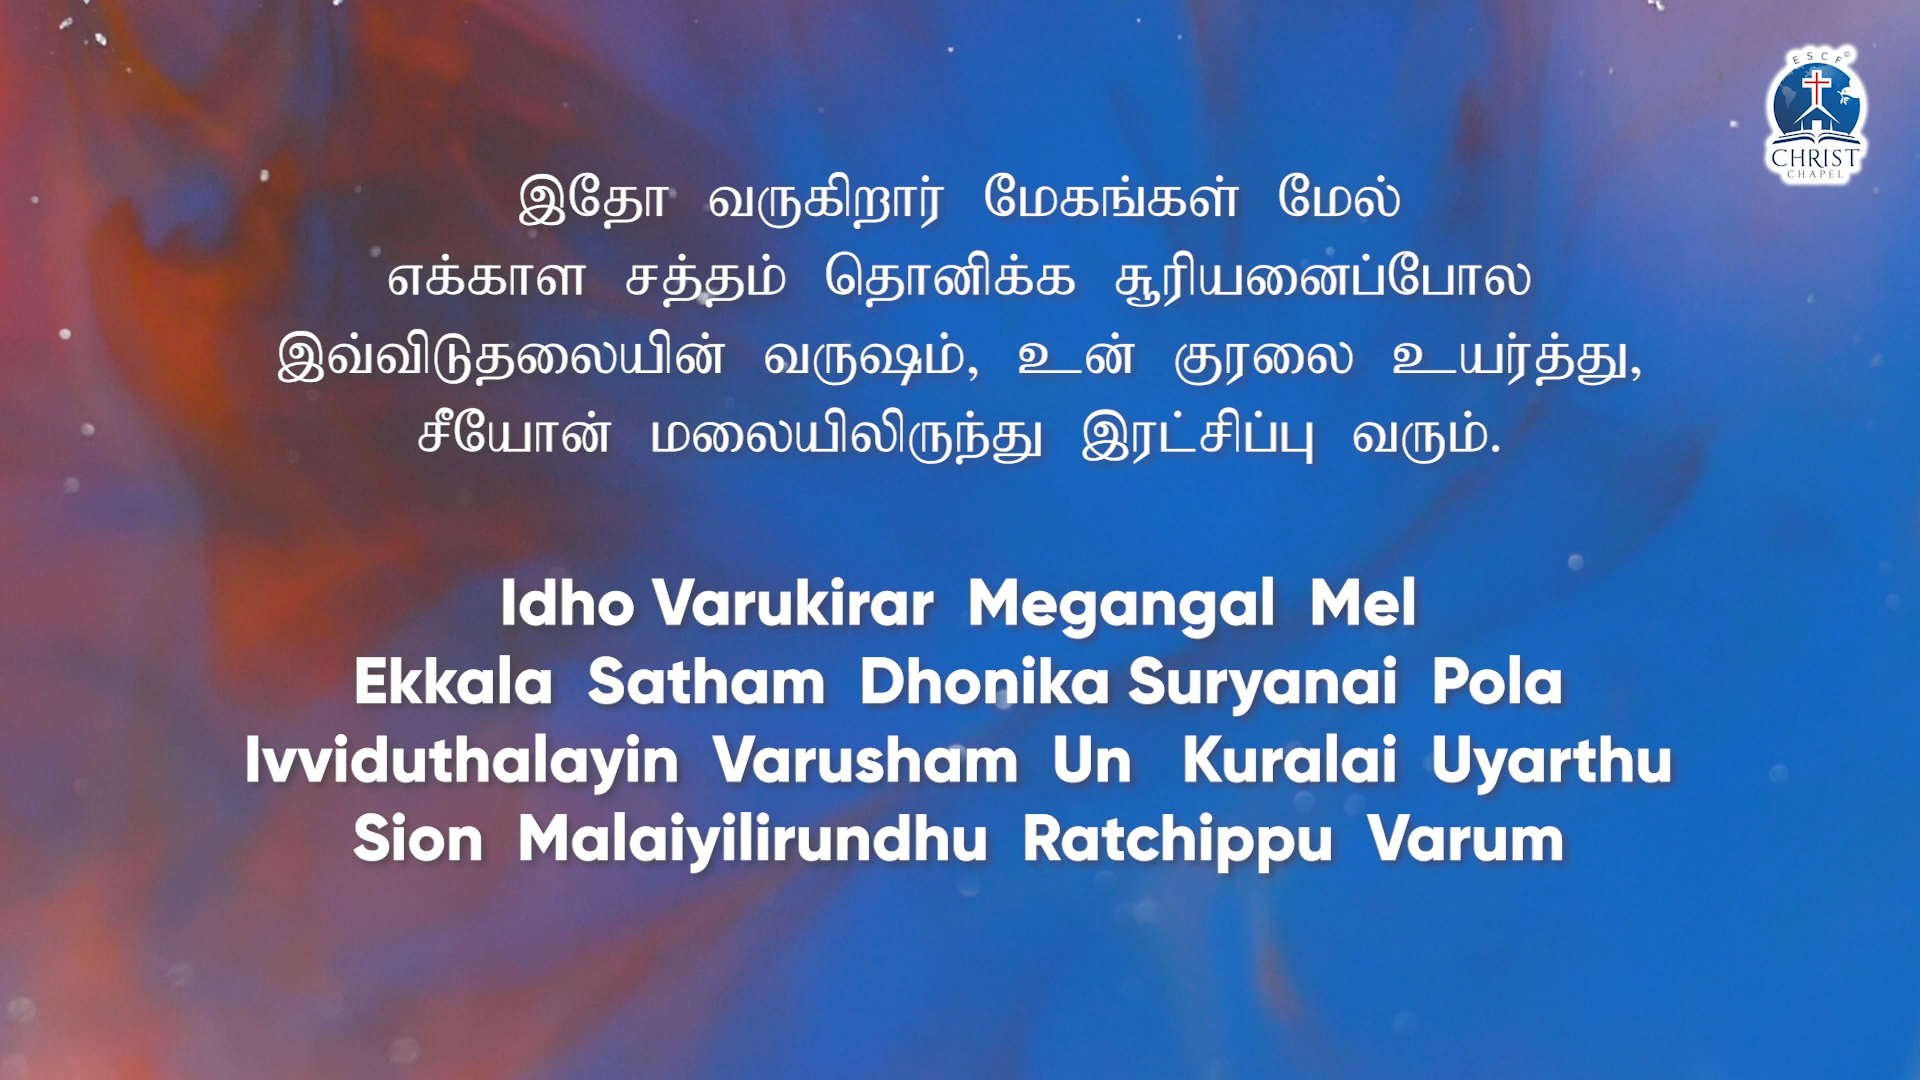 ESCF©
CHRIST
CHAPEL
இதோ வருகிறார் மேகங்கள் மேல்
எக்காள சத்தம் தொனிக்க சூரியனைப்போல
இவ்விடுதலையின் வருஷம், உன் குரலை உயர்த்து,
சீயோன் மலையிலிருந்து இரட்சிப்பு வரும்.
Idho Varukirar Megangal Mel
Ekkala Satham Dhonika Suryanai Pola
Ivviduthalayin Varusham Un Kuralai Uyarthu
Sion Malaiyilirundhu Ratchippu Varum